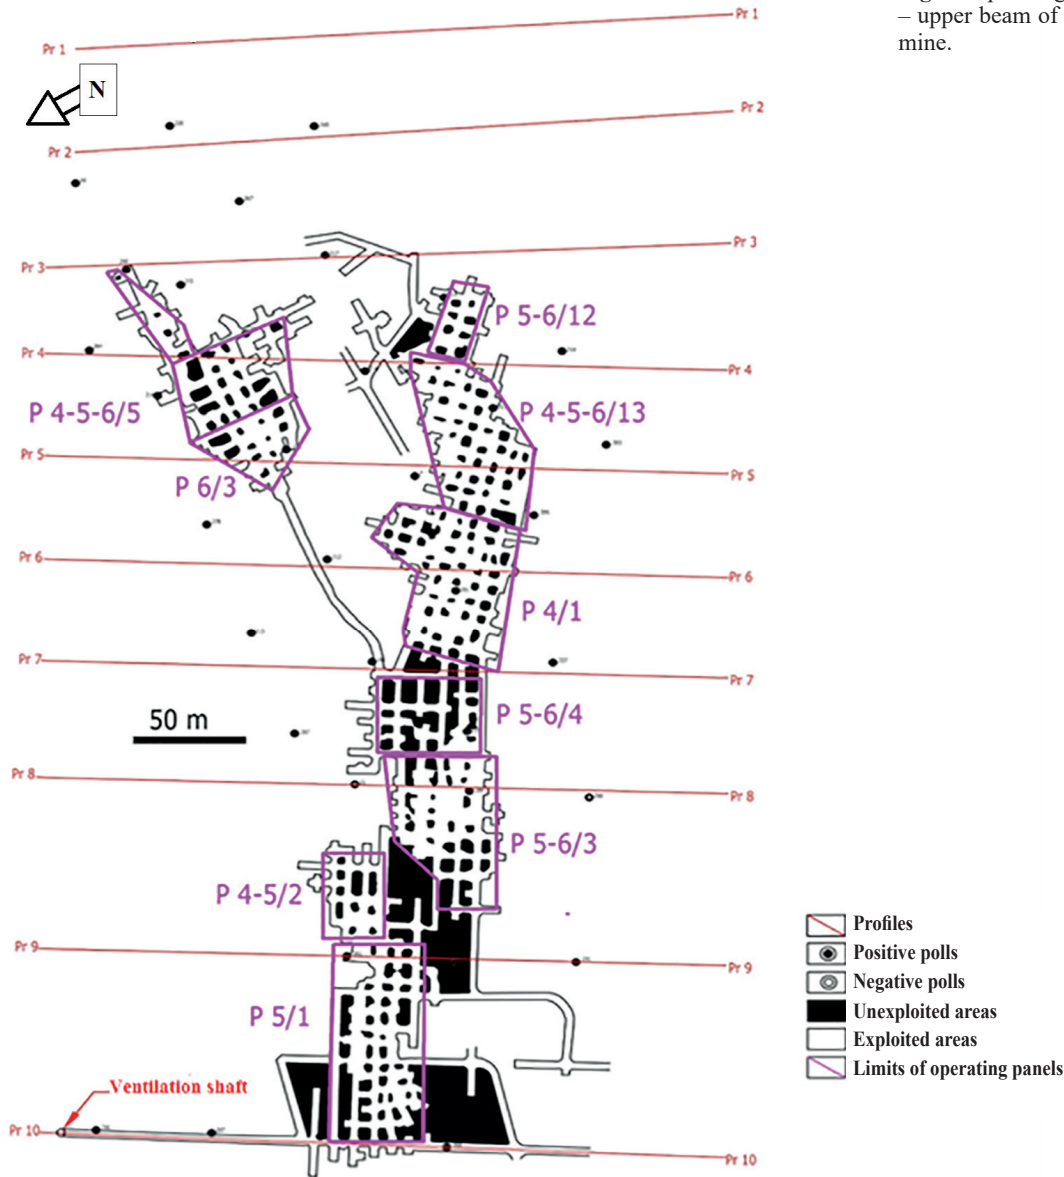 – upper beam of
mine.
Pr 1
Pr 1
N
Pr 2
Pr 2
Pr 3
Pr 3
P 5-6/12
Pr 4
Pr 4
P 4-5-6/5
P 4-5-6/13
Pr 5
Pr 5
P 6/3
Pr 6
Pr 6
P 4/1
Pr 7
Pr 7
50 m
P 5-6/4
Pr 8
Pr 8
P 5-6/3
P 4-5/2
Pr 9
Pr 9
P 5/1
Ventilation shaft
Pr 10
Pr 10
Profiles
Positive polls
Negative polls
Unexploited areas
Exploited areas
Limits of operating panels